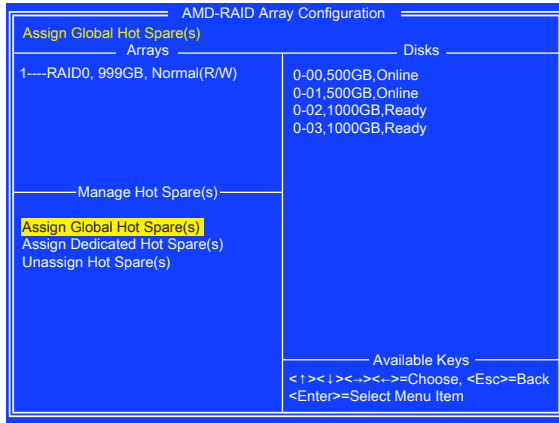 AMD-RAID Array Configuration
Assign Global Hot Spare(s)
Arrays
1----RAID0, 999GB, Normal(R/W)
Disks
0-00,500GB,Online
0-01,500GB,Online
0-02,1000GB,Ready
0-03,1000GB,Ready
Manage Hot Spare(s)
Assign Global Hot Spare(s)
Assign Dedicated Hot Spare(s)
Unassign Hot Spare(s)
Available Keys
<↑><↓><→><←>=Choose, <Esc>=Back
<Enter>=Select Menu Item